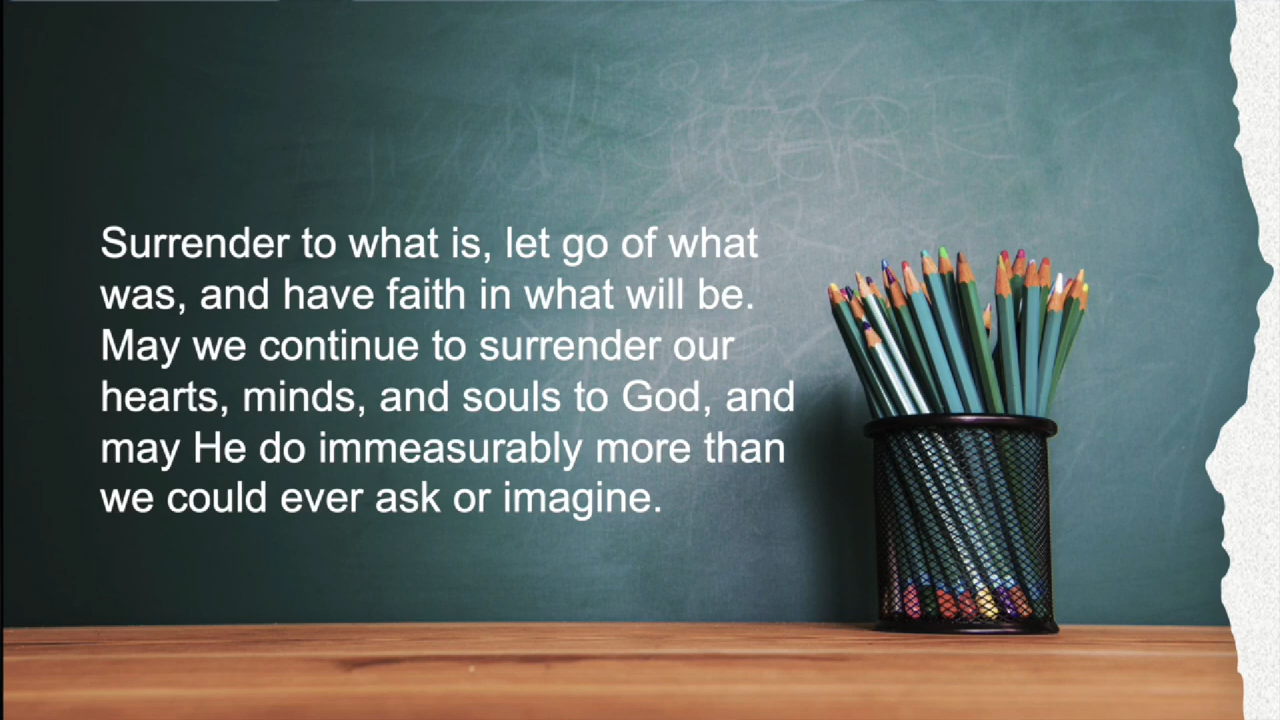 Surrender to what is, let go of what
was, and have faith in what will be.
May we continue to surrender our
hearts, minds, and souls to God, and
may He do immeasurably more than
we could ever ask or imagine.